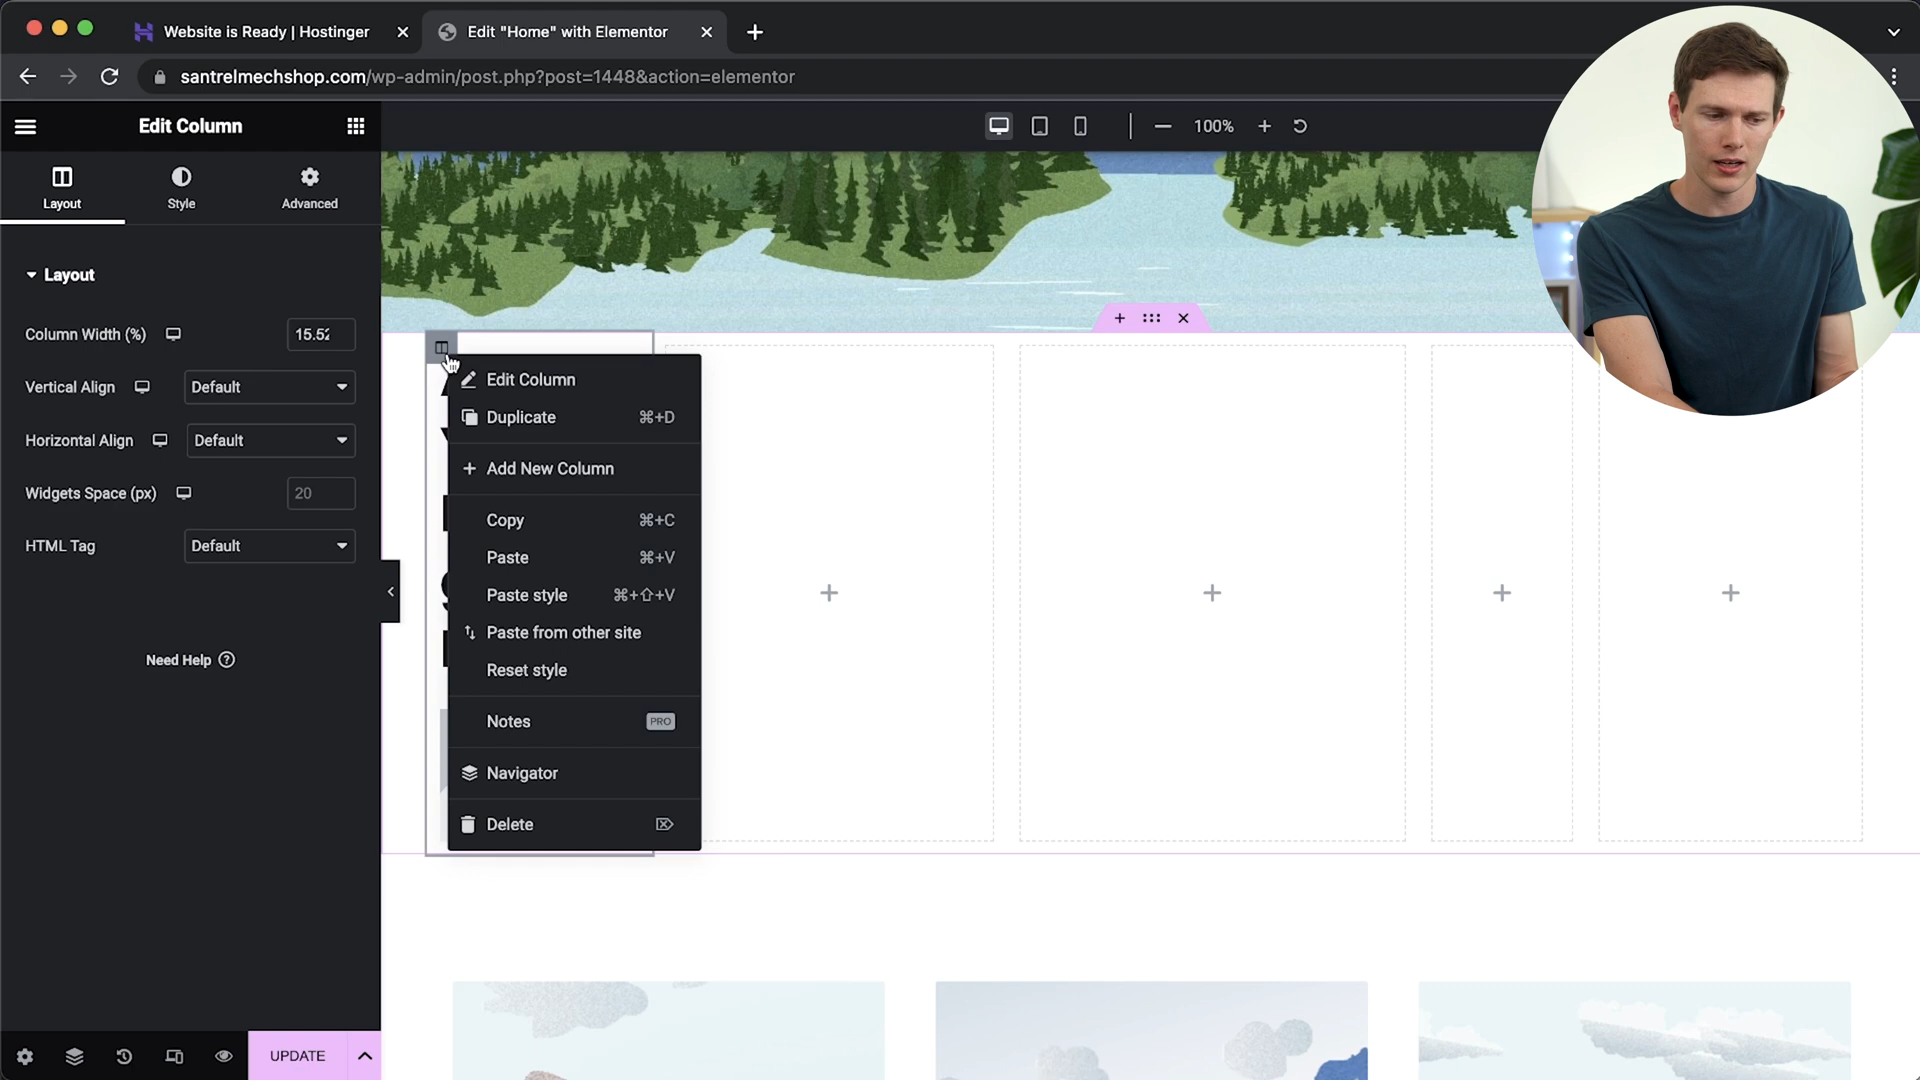 Website is Ready | Hostinger
Edit "Home" with Elementor
santrelmechshop.com/wp-admin/post.php?post=1448&action=elementor
Edit Column
100%
Layout
Style
Advanced
Layout
Column Width (%)
15.52
Vertical Align
Default
Horizontal Align
Default
Widgets Space (px)
20
HTML Tag
Default
Need Help
Edit Column
Duplicate ⌘+D
Add New Column
Copy ⌘+C
Paste ⌘+V
Paste style ⌘+⇧+V
Paste from other site
Reset style
Notes PRO
Navigator
Delete
UPDATE